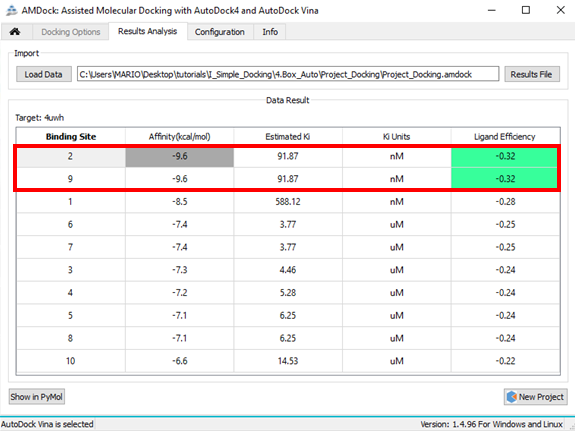 AMDock: Assisted Molecular Docking with AutoDock4 and AutoDock Vina
Docking Options Results Analysis Configuration Info
Import
Load Data C:\Users\MARIO\Desktop\tutorials\I_Simple_Docking\4.Box_Auto\Project_Docking\Project_Docking.amdock Results File
Data Result
Target: 4uwh
Binding Site Affinity(kcal/mol) Estimated Ki Ki Units Ligand Efficiency
2 -9.6 91.87 nM -0.32
9 -9.6 91.87 nM -0.32
1 -8.5 588.12 nM -0.28
6 -7.4 3.77 uM -0.25
7 -7.4 3.77 uM -0.25
3 -7.3 4.46 uM -0.24
4 -7.2 5.28 uM -0.24
5 -7.1 6.25 uM -0.24
8 -7.1 6.25 uM -0.24
10 -6.6 14.53 uM -0.22
Show in PyMol New Project
AutoDock Vina is selected Version: 1.4.96 For Windows and Linux